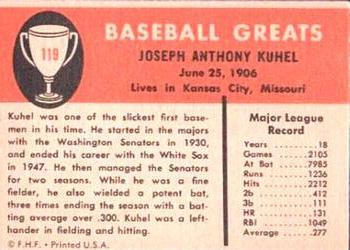 119
BASEBALL GREATS
JOSEPH ANTHONY KUHEL
June 25, 1906
Lives in Kansas City, Missouri
Kuhel was one of the slickest first base-
men in his time. He started in the majors
with the Washington Senators in 1930,
and ended his career with the White Sox
in 1947. He then managed the Senators
for two seasons. While he was a fine
fielder, he also wielded a potent bat,
three times ending the season with a bat-
ting average over .300. Kuhel was a left-
hander in fielding and hitting.
© F.H.F. • Printed U.S.A.
Major League
Record
Years ........ 18
Games ........ 2105
At Bat ........ 7985
Runs ........ 1236
Hits ........ 2212
2b ........ 412
3b ........ 111
HR ........ 131
RBI ........ 1049
Average ........ .277